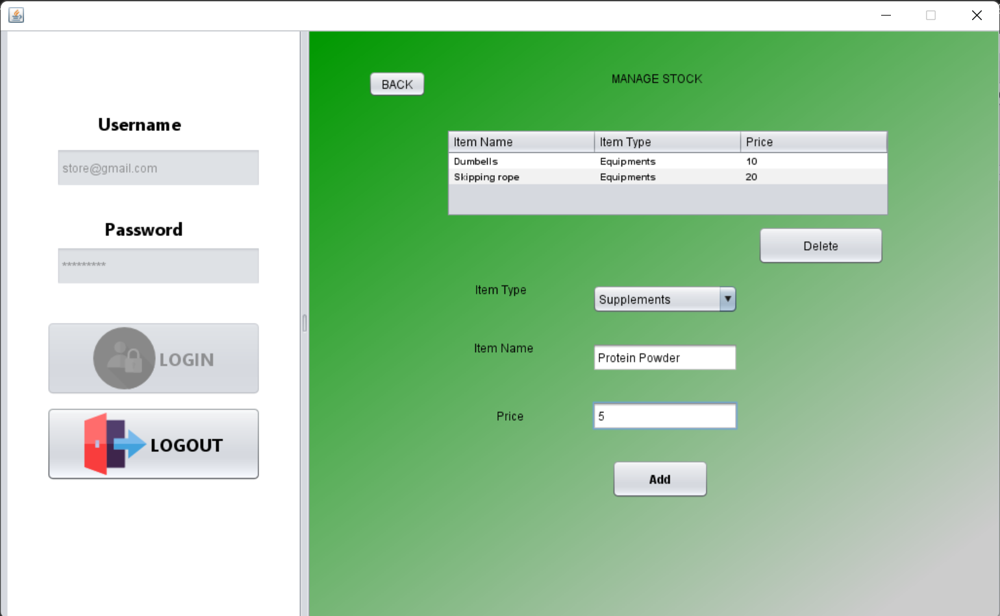 Username
store@gmail.com
Password
*********
LOGIN
LOGOUT
BACK
MANAGE STOCK
Item Name Item Type Price
Dumbells Equipments 10
Skipping rope Equipments 20
Delete
Item Type Supplements
Item Name Protein Powder
Price 5
Add